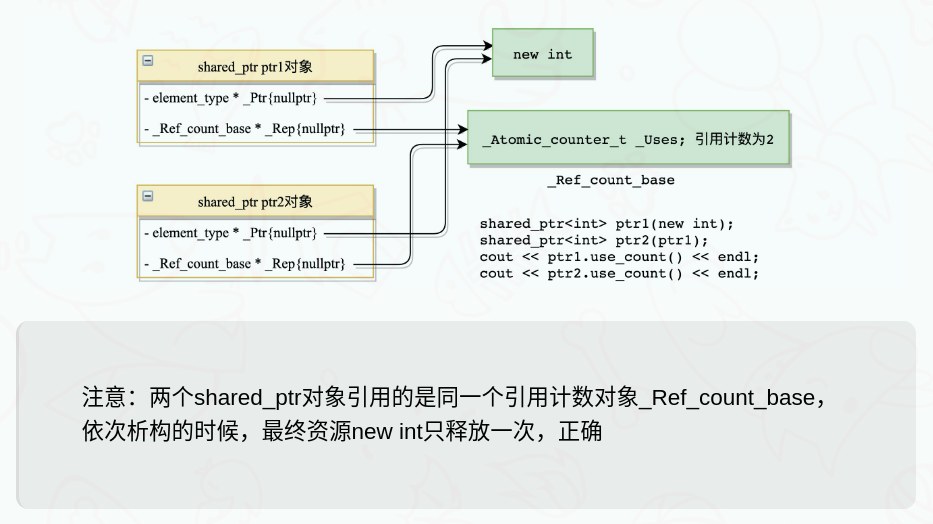 shared_ptr ptr1对象
- element_type * _Ptr{nullptr}
- _Ref_count_base * _Rep{nullptr}
new int
_Atomic_counter_t _Uses; 引用计数为2
_Ref_count_base
shared_ptr ptr2对象
- element_type * _Ptr{nullptr}
- _Ref_count_base * _Rep{nullptr}
shared_ptr<int> ptr1(new int);
shared_ptr<int> ptr2(ptr1);
cout << ptr1.use_count() << endl;
cout << ptr2.use_count() << endl;
注意：两个shared_ptr对象引用的是同一个引用计数对象_Ref_count_base，
依次析构的时候，最终资源new int只释放一次，正确